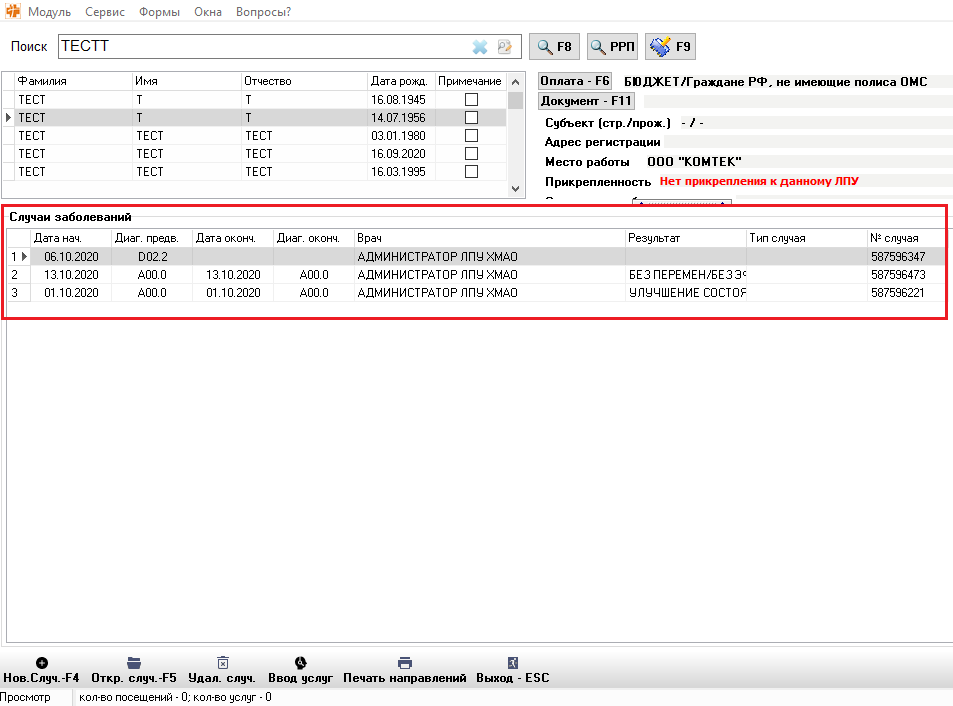 Модуль Сервис Формы Окна Вопросы?
Поиск ТЕСТТ F8 РРП F9
Фамилия Имя Отчество Дата рожд. Примечание
ТЕСТ Т Т 16.08.1945
ТЕСТ Т Т 14.07.1956
ТЕСТ ТЕСТ ТЕСТ 03.01.1980
ТЕСТ ТЕСТ ТЕСТ 16.09.2020
ТЕСТ ТЕСТ ТЕСТ 16.03.1995
Оплата - F6 БЮДЖЕТ/Граждане РФ, не имеющие полиса ОМС
Документ - F11
Субъект (стр./прож.) - / -
Адрес регистрации
Место работы ООО "КОМТЕК"
Прикрепленность Нет прикрепления к данному ЛПУ
Случаи заболеваний
Дата нач. Диаг. предв. Дата оконч. Диаг. оконч. Врач Результат Тип случая № случая
1 06.10.2020 D02.2 АДМИНИСТРАТОР ЛПУ ХМАО 587596347
2 13.10.2020 A00.0 13.10.2020 A00.0 АДМИНИСТРАТОР ЛПУ ХМАО БЕЗ ПЕРЕМЕН/БЕЗ ЭФ 587596473
3 01.10.2020 A00.0 01.10.2020 A00.0 АДМИНИСТРАТОР ЛПУ ХМАО УЛУЧШЕНИЕ СОСТОЯ 587596221
Нов.Случ.-F4 Откр. случ.-F5 Удал. случ. Ввод услуг Печать направлений Выход - ESC
Просмотр кол-во посещений - 0; кол-во услуг - 0